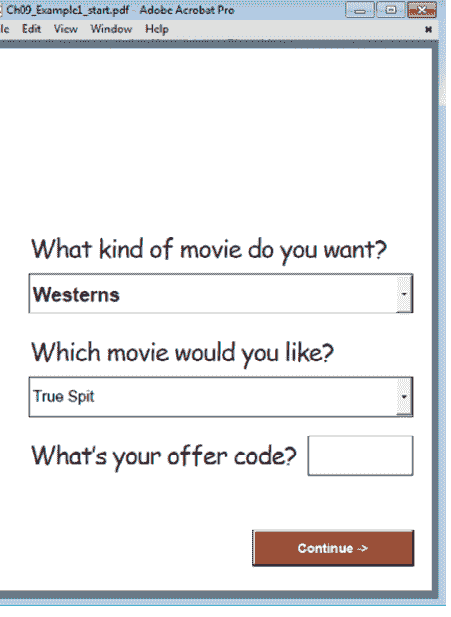 Ch09_Example1_start.pdf - Adobe Acrobat Pro
Edit View Window Help
What kind of movie do you want?
Westerns
Which movie would you like?
True Spit
What's your offer code?
Continue ->